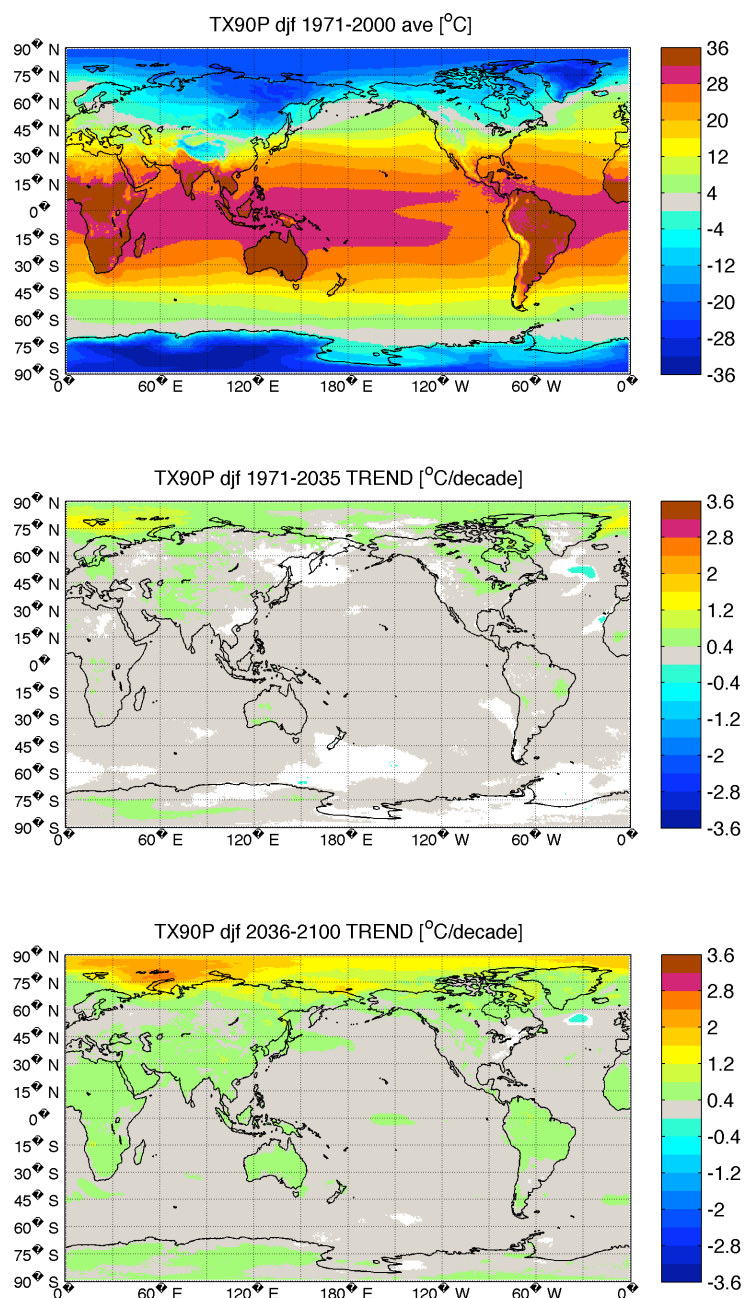 TX90P djf 1971-2000 ave [°C]
90� N
75� N
60� N
45� N
30� N
15� N
0�
15� S
30� S
45� S
60� S
75� S
90� S
0� 60� E 120� E 180� E 120� W 60� W 0�
36
28
20
12
4
-4
-12
-20
-28
-36
TX90P djf 1971-2035 TREND [°C/decade]
90� N
75� N
60� N
45� N
30� N
15� N
0�
15� S
30� S
45� S
60� S
75� S
90� S
0� 60� E 120� E 180� E 120� W 60� W 0�
3.6
2.8
2
1.2
0.4
-0.4
-1.2
-2
-2.8
-3.6
TX90P djf 2036-2100 TREND [°C/decade]
90� N
75� N
60� N
45� N
30� N
15� N
0�
15� S
30� S
45� S
60� S
75� S
90� S
0� 60� E 120� E 180� E 120� W 60� W 0�
3.6
2.8
2
1.2
0.4
-0.4
-1.2
-2
-2.8
-3.6